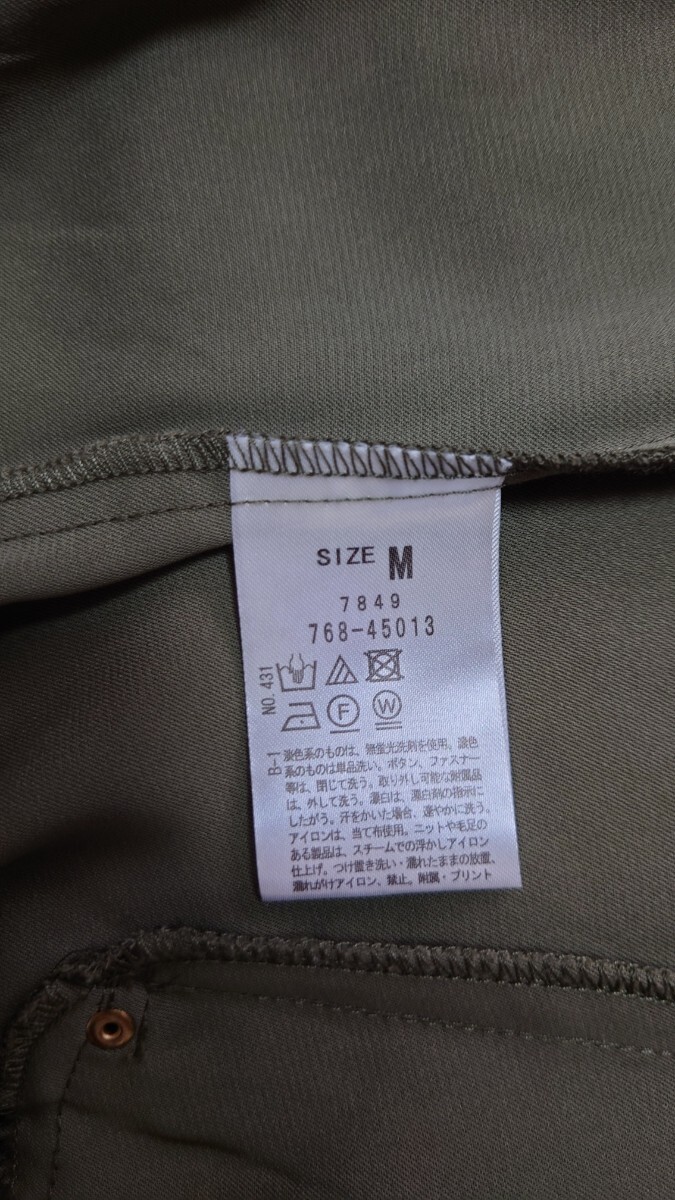 SIZE M
7849
768-45013
NO. 431
F
W
B-1
淡色系のものは、無蛍光洗剤を使用。濃色
系のものは単品洗い。ボタン、ファスナー
等は、閉じて洗う。取り外し可能な附属品
は、外して洗う。漂白は、漂白剤の指示に
したがう。汗をかいた場合、速やかに洗う。
アイロンは、当て布使用。ニットや毛足の
ある製品は、スチームでの浮かしアイロン
仕上げ。つけ置き洗い・濡れたままの放置、
濡れがけアイロン、禁止。附属・プリント